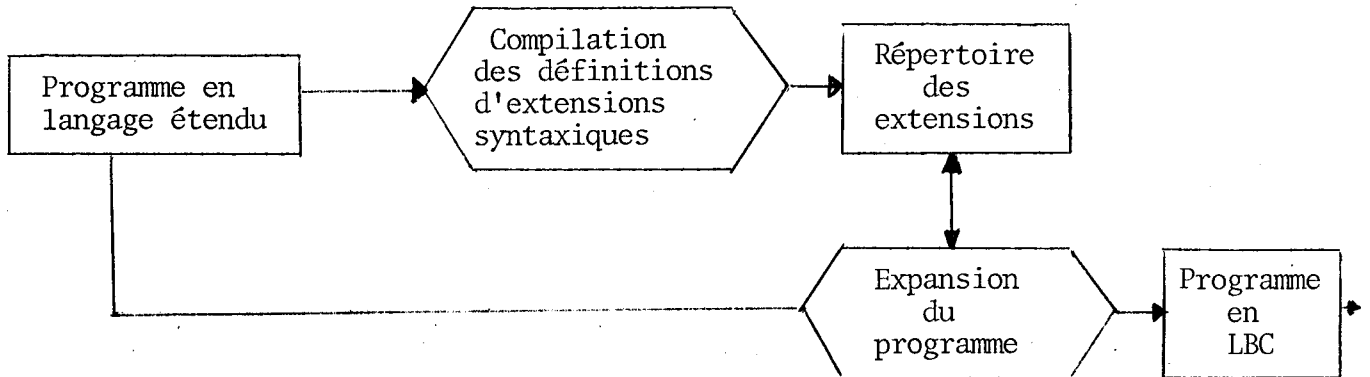 Programme en
langage étendu
Compilation
des définitions
d'extensions
syntaxiques
Répertoire
des
extensions
Expansion
du
programme
Programme
en
LBC